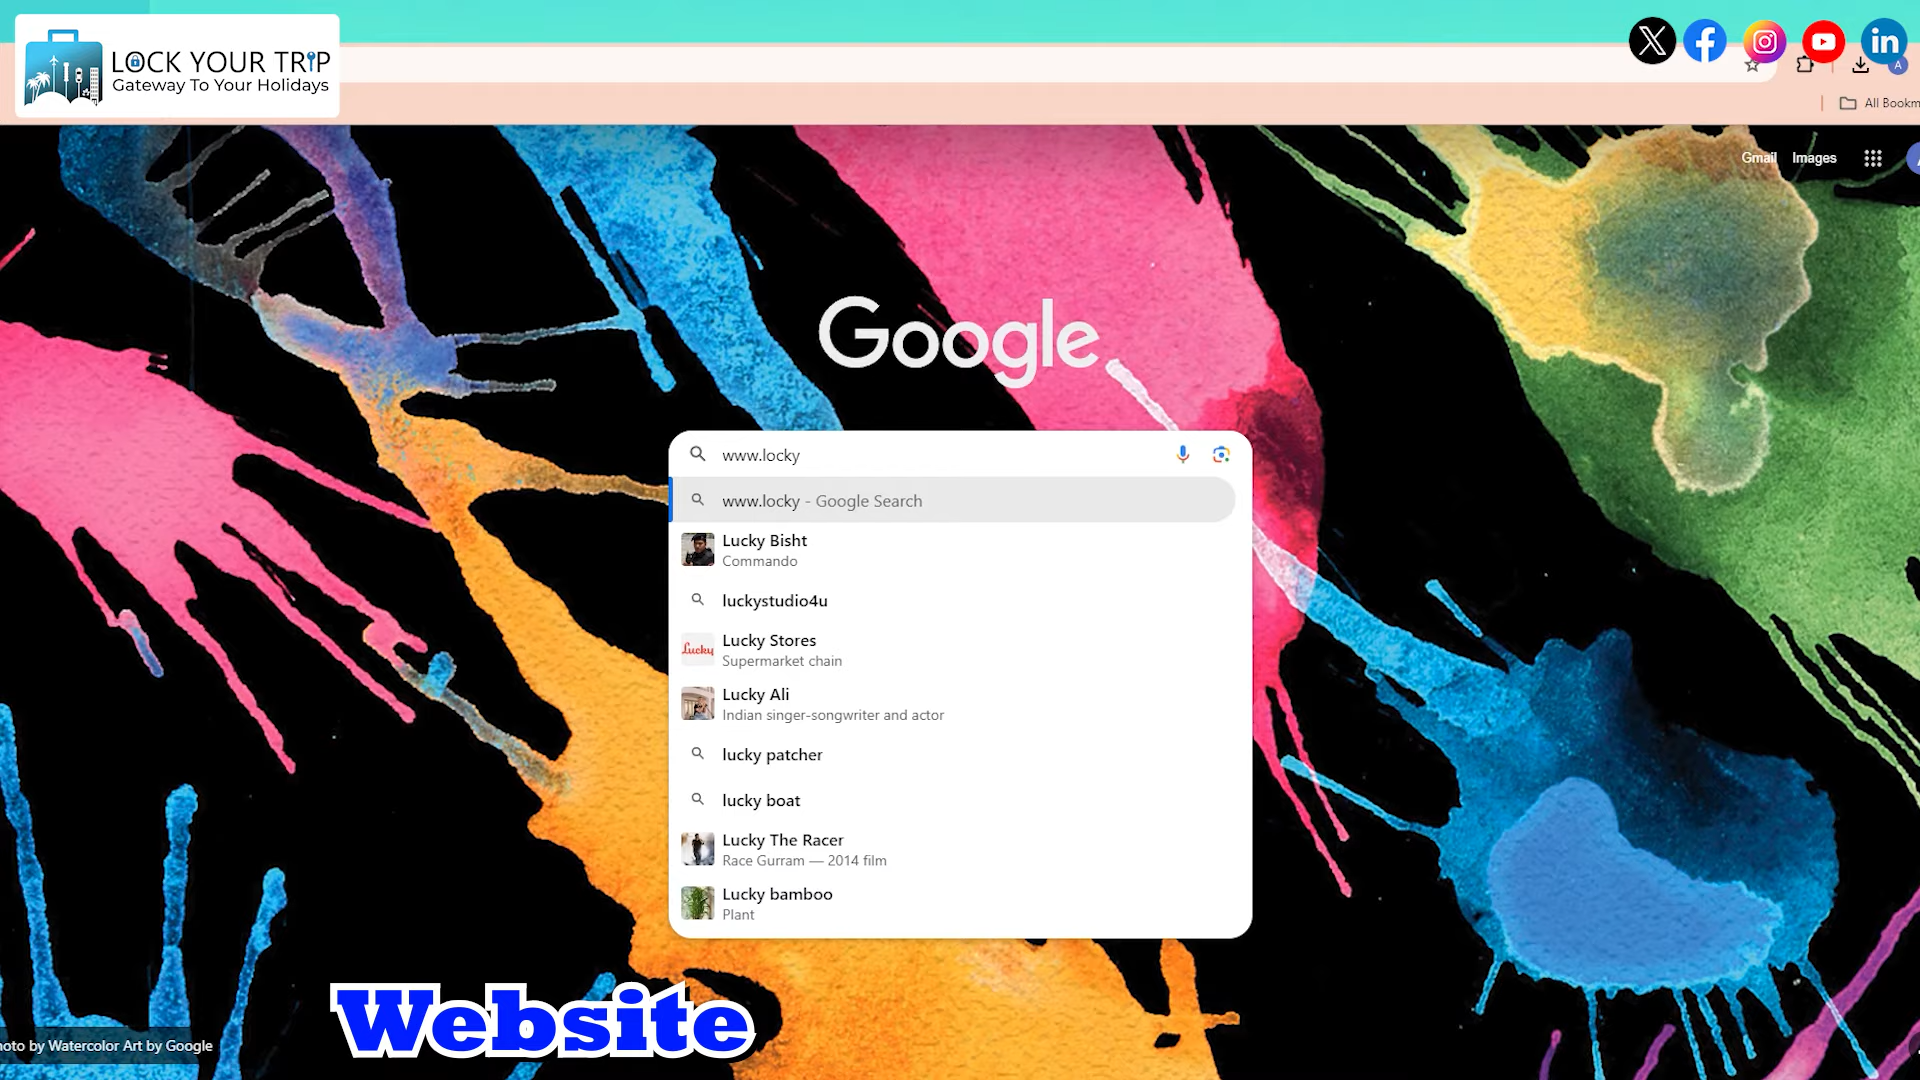 LOCK YOUR TRIP
Gateway To Your Holidays
A
All Bookm
Gmail Images
Google
www.locky
www.locky - Google Search
Lucky Bisht
Commando
luckystudio4u
Lucky
Lucky Stores
Supermarket chain
Lucky Ali
Indian singer-songwriter and actor
lucky patcher
lucky boat
Lucky The Racer
Race Gurram — 2014 film
Lucky bamboo
Plant
Website
hoto by Watercolor Art by Google